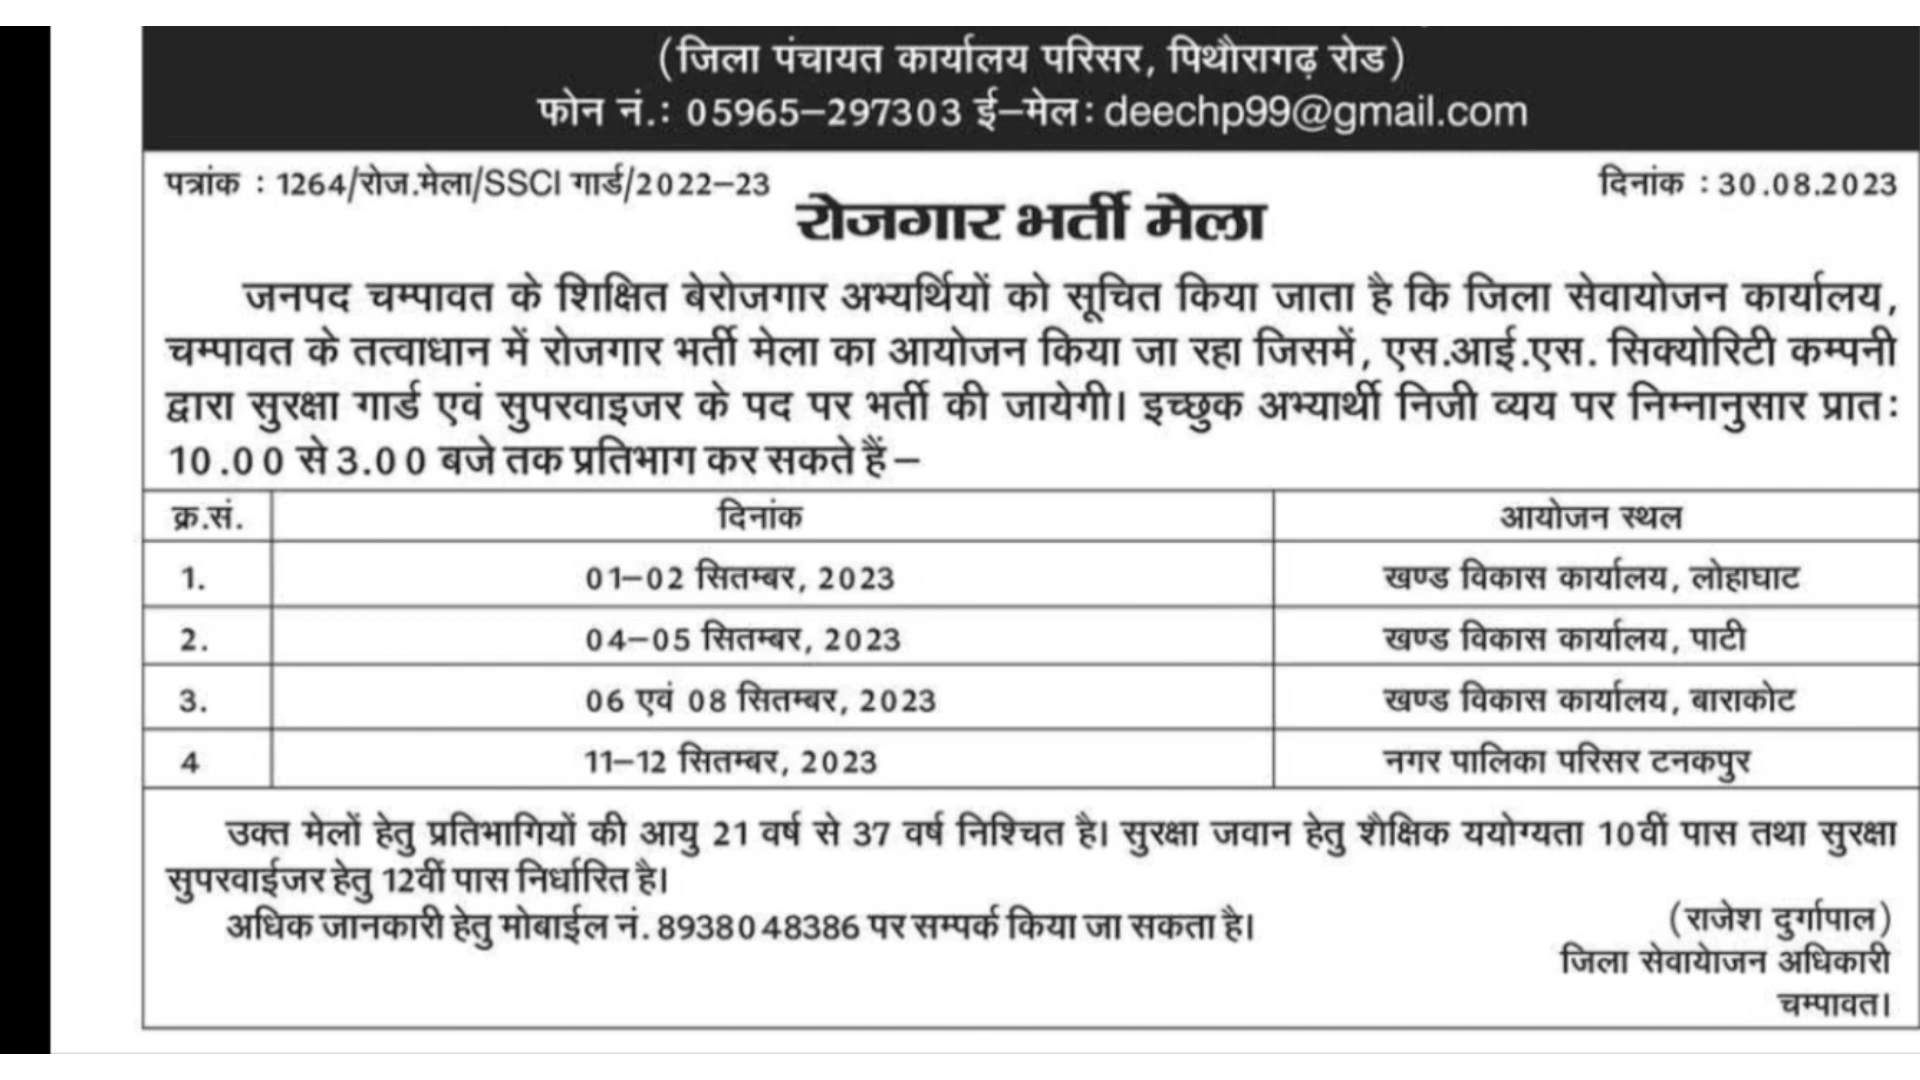 (जिला पंचायत कार्यालय परिसर, पिथौरागढ़ रोड)
फोन नं.: 05965–297303 ई–मेल: deechp99@gmail.com
पत्रांक : 1264/रोज.मेला/SSCI गार्ड/2022–23
दिनांक : 30.08.2023
रोजगार भर्ती मेला
जनपद चम्पावत के शिक्षित बेरोजगार अभ्यर्थियों को सूचित किया जाता है कि जिला सेवायोजन कार्यालय,
चम्पावत के तत्वाधान में रोजगार भर्ती मेला का आयोजन किया जा रहा जिसमें, एस.आई.एस. सिक्योरिटी कम्पनी
द्वारा सुरक्षा गार्ड एवं सुपरवाइजर के पद पर भर्ती की जायेगी। इच्छुक अभ्यार्थी निजी व्यय पर निम्नानुसार प्रातः
10.00 से 3.00 बजे तक प्रतिभाग कर सकते हैं –
क्र.सं. दिनांक आयोजन स्थल
1. 01–02 सितम्बर, 2023 खण्ड विकास कार्यालय, लोहाघाट
2. 04–05 सितम्बर, 2023 खण्ड विकास कार्यालय, पाटी
3. 06 एवं 08 सितम्बर, 2023 खण्ड विकास कार्यालय, बाराकोट
4 11–12 सितम्बर, 2023 नगर पालिका परिसर टनकपुर
उक्त मेलों हेतु प्रतिभागियों की आयु 21 वर्ष से 37 वर्ष निश्चित है। सुरक्षा जवान हेतु शैक्षिक ययोग्यता 10वीं पास तथा सुरक्षा
सुपरवाईजर हेतु 12वीं पास निर्धारित है।
अधिक जानकारी हेतु मोबाईल नं. 8938048386 पर सम्पर्क किया जा सकता है।
(राजेश दुर्गापाल)
जिला सेवायोजन अधिकारी
चम्पावत।